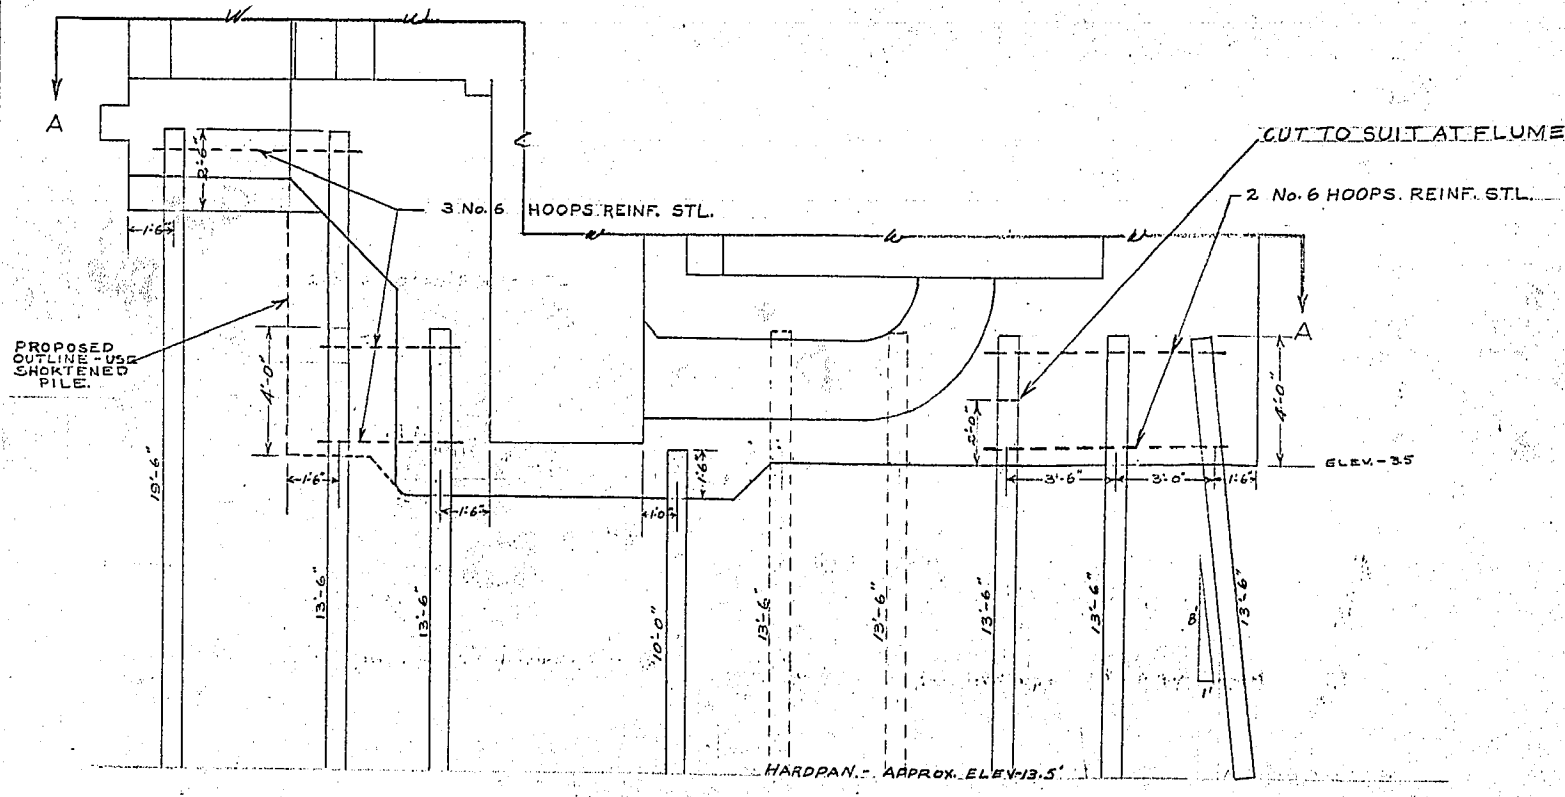 W W
A
2'-6"
CUT TO SUIT AT FLUME
3 No. 6 HOOPS REINF. STL.
2 No. 6 HOOPS. REINF. STL.
1'-6"
W W W
A
PROPOSED
OUTLINE - USE
SHORTENED
PILE.
4'-0"
2'-0"
4'-0"
ELEV. - 3.5
1'-6"
1'-6"
3'-6" 3'-0" 1'-6"
19'-6"
1'-6"
1'-0"
13'-6"
13'-6"
10'-0"
13'-6"
13'-6"
13'-6"
13'-6"
8
13'-6"
1'
HARDPAN. - APPROX. ELEV-13.5'